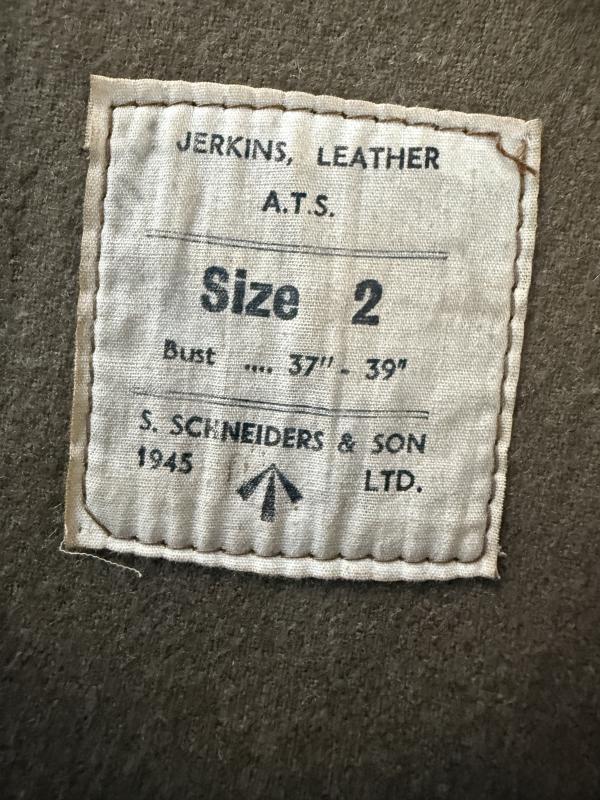 JERKINS, LEATHER
A.T.S.
Size 2
Bust .... 37" - 39"
S. SCHNEIDERS & SON
1945 LTD.